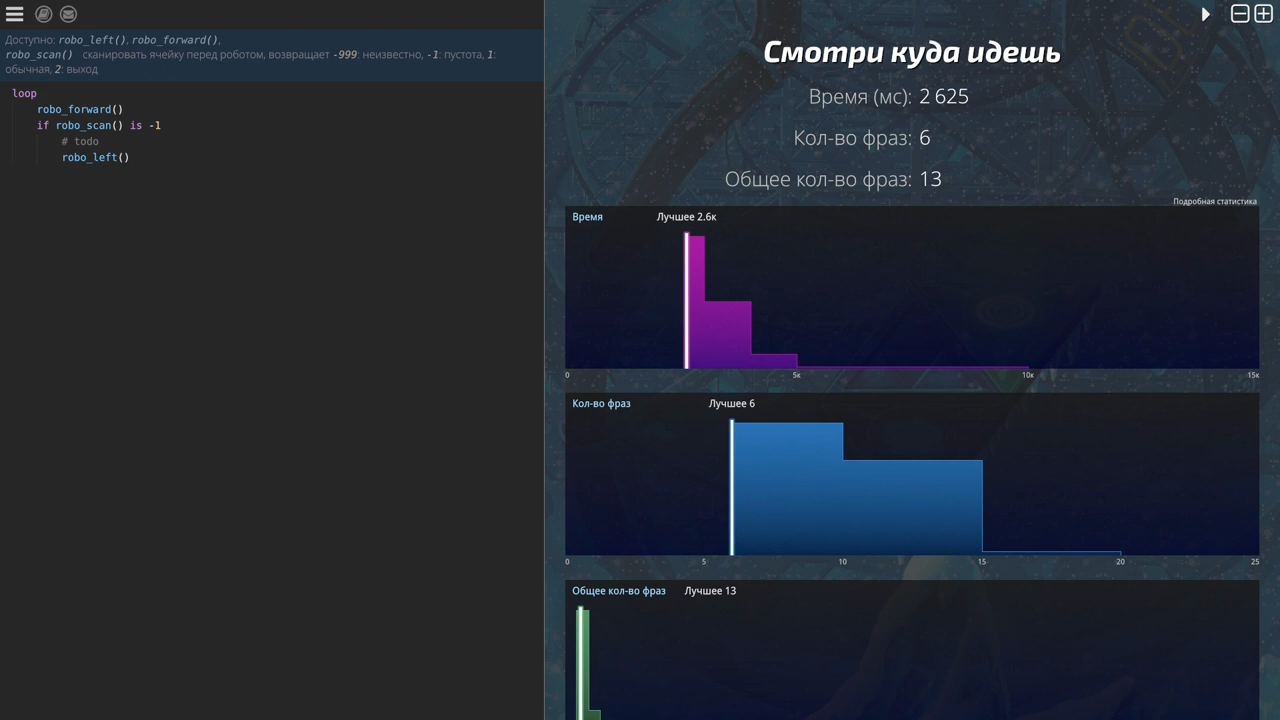 Доступно: robo_left(), robo_forward(),
robo_scan() сканировать ячейку перед роботом, возвращает -999: неизвестно, -1: пустота, 1:
обычная, 2: выход
loop
robo_forward()
if robo_scan() is -1
# todo
robo_left()
Смотри куда идешь
Время (мс): 2 625
Кол-во фраз: 6
Общее кол-во фраз: 13
Подробная статистика
Время Лучшее 2.6к
0 5к 10к 15к
Кол-во фраз Лучшее 6
0 5 10 15 20 25
Общее кол-во фраз Лучшее 13